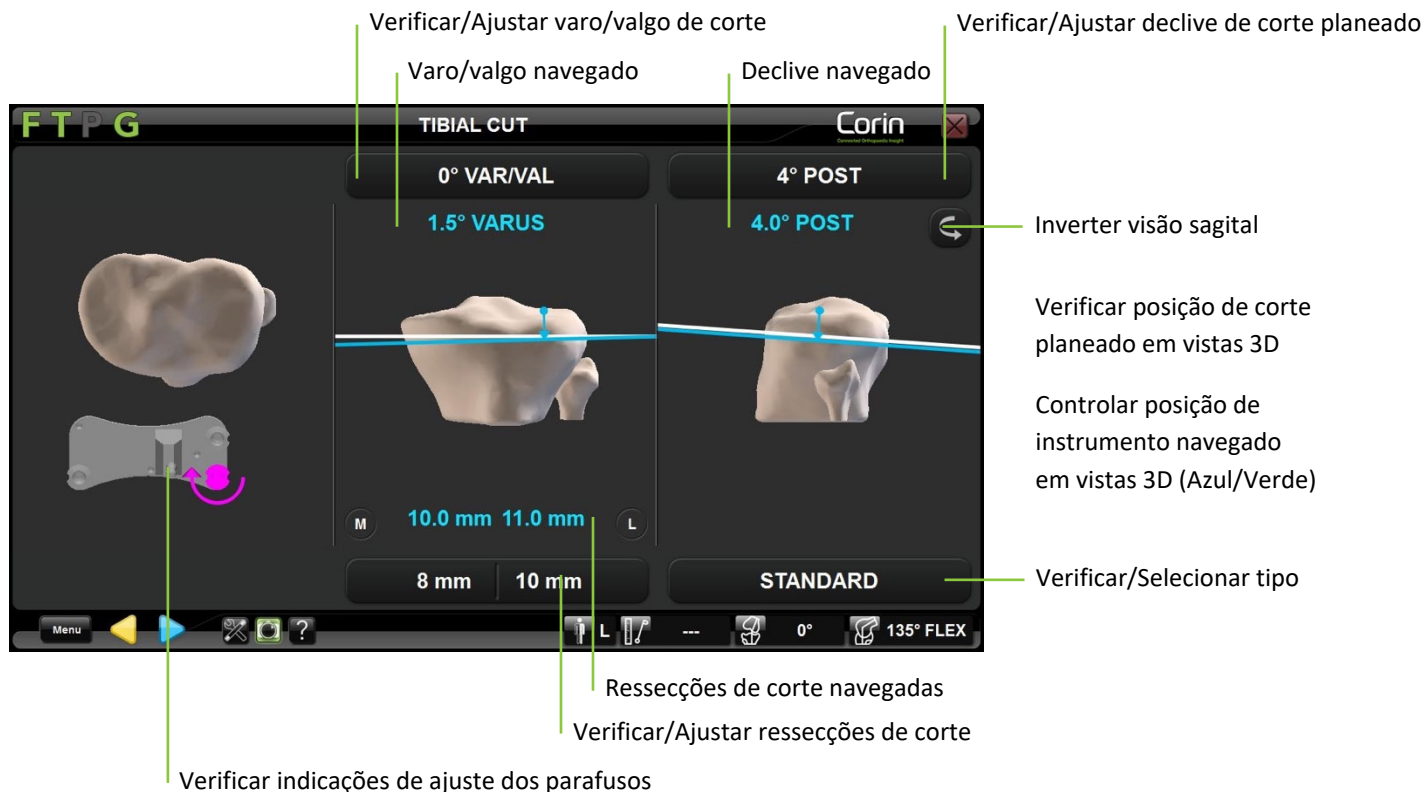 Verificar/Ajustar varo/valgo de corte
Verificar/Ajustar declive de corte planeado
Varo/valgo navegado
Declive navegado
F T P G
TIBIAL CUT
Corin
Connected Orthopaedic Insight
0° VAR/VAL
4° POST
1.5° VARUS
4.0° POST
Inverter visão sagital
Verificar posição de corte
planeado em vistas 3D
Controlar posição de
instrumento navegado
em vistas 3D (Azul/Verde)
M
10.0 mm 11.0 mm
L
8 mm
10 mm
STANDARD
Verificar/Selecionar tipo
Menu
?
L
---
0°
135° FLEX
Ressecções de corte navegadas
Verificar/Ajustar ressecções de corte
Verificar indicações de ajuste dos parafusos